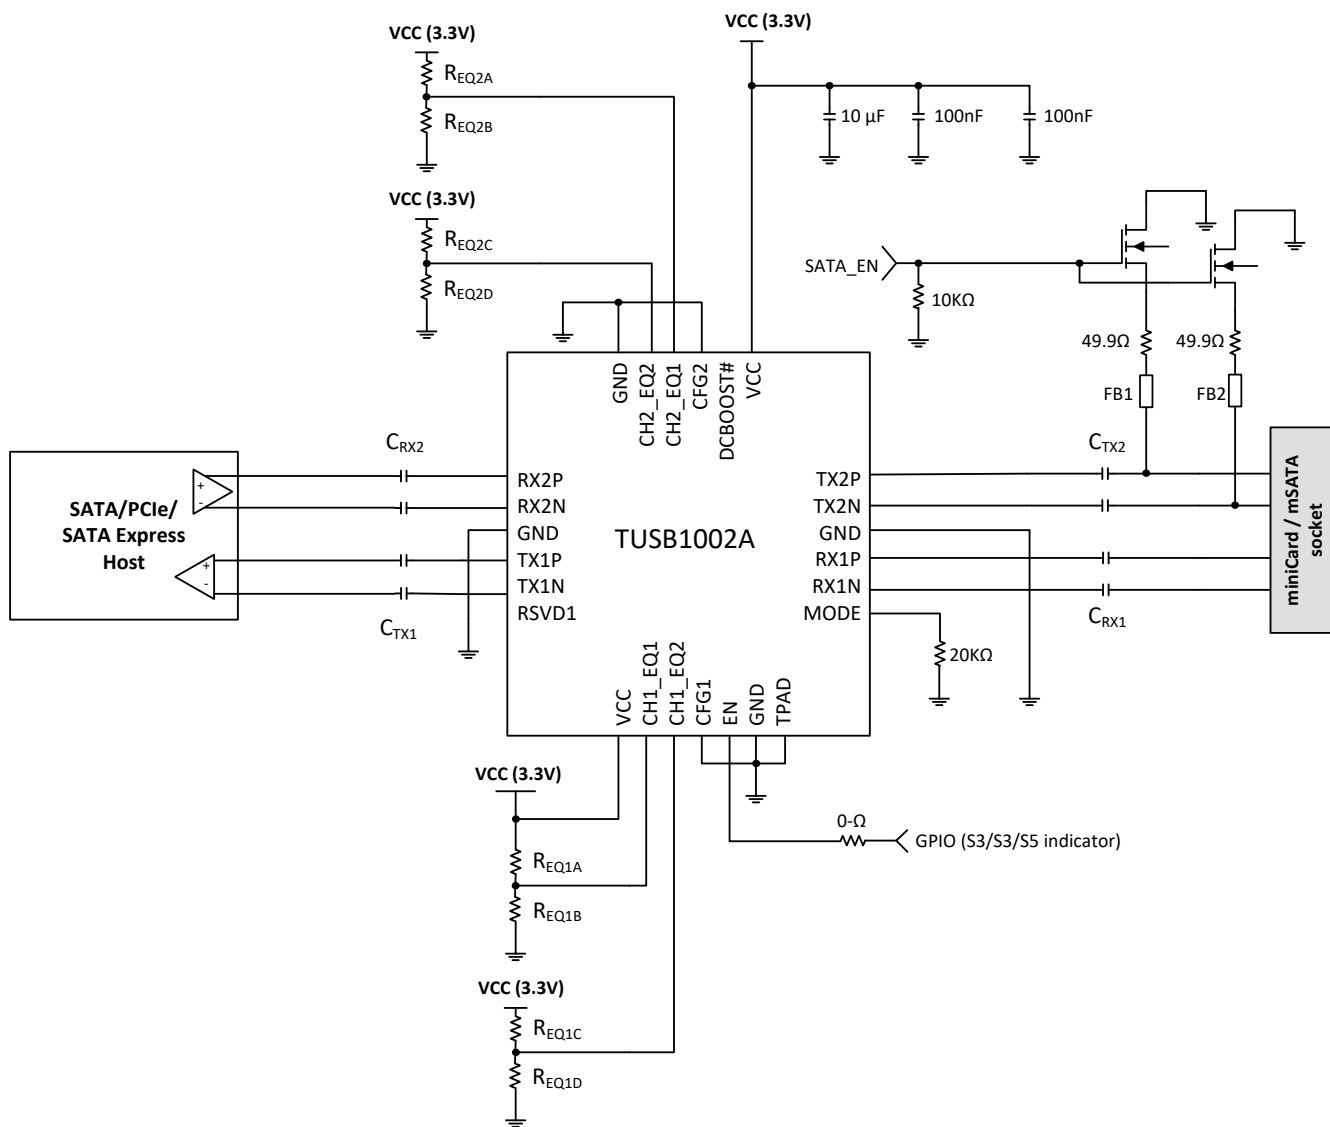 VCC (3.3V)
VCC (3.3V)
REQ2A
REQ2B
10 µF
100nF
100nF
VCC (3.3V)
REQ2C
REQ2D
SATA_EN
10KΩ
49.9Ω
49.9Ω
FB1
FB2
GND
CH2_EQ2
CH2_EQ1
CFG2
DCBOOST#
VCC
CRX2
CTX2
SATA/PCIe/
SATA Express
Host
+
-
+
-
RX2P
RX2N
GND
TX1P
TX1N
RSVD1
TUSB1002A
TX2P
TX2N
GND
RX1P
RX1N
MODE
miniCard / mSATA
socket
CTX1
CRX1
20KΩ
VCC
CH1_EQ1
CH1_EQ2
CFG1
EN
GND
TPAD
VCC (3.3V)
0-Ω
GPIO (S3/S3/S5 indicator)
REQ1A
REQ1B
VCC (3.3V)
REQ1C
REQ1D